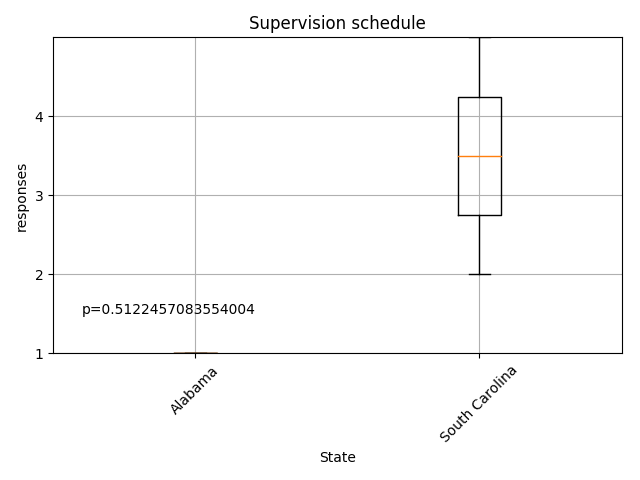 Supervision schedule
responses
4
3
2
1
p=0.5122457083554004
Alabama
South Carolina
State